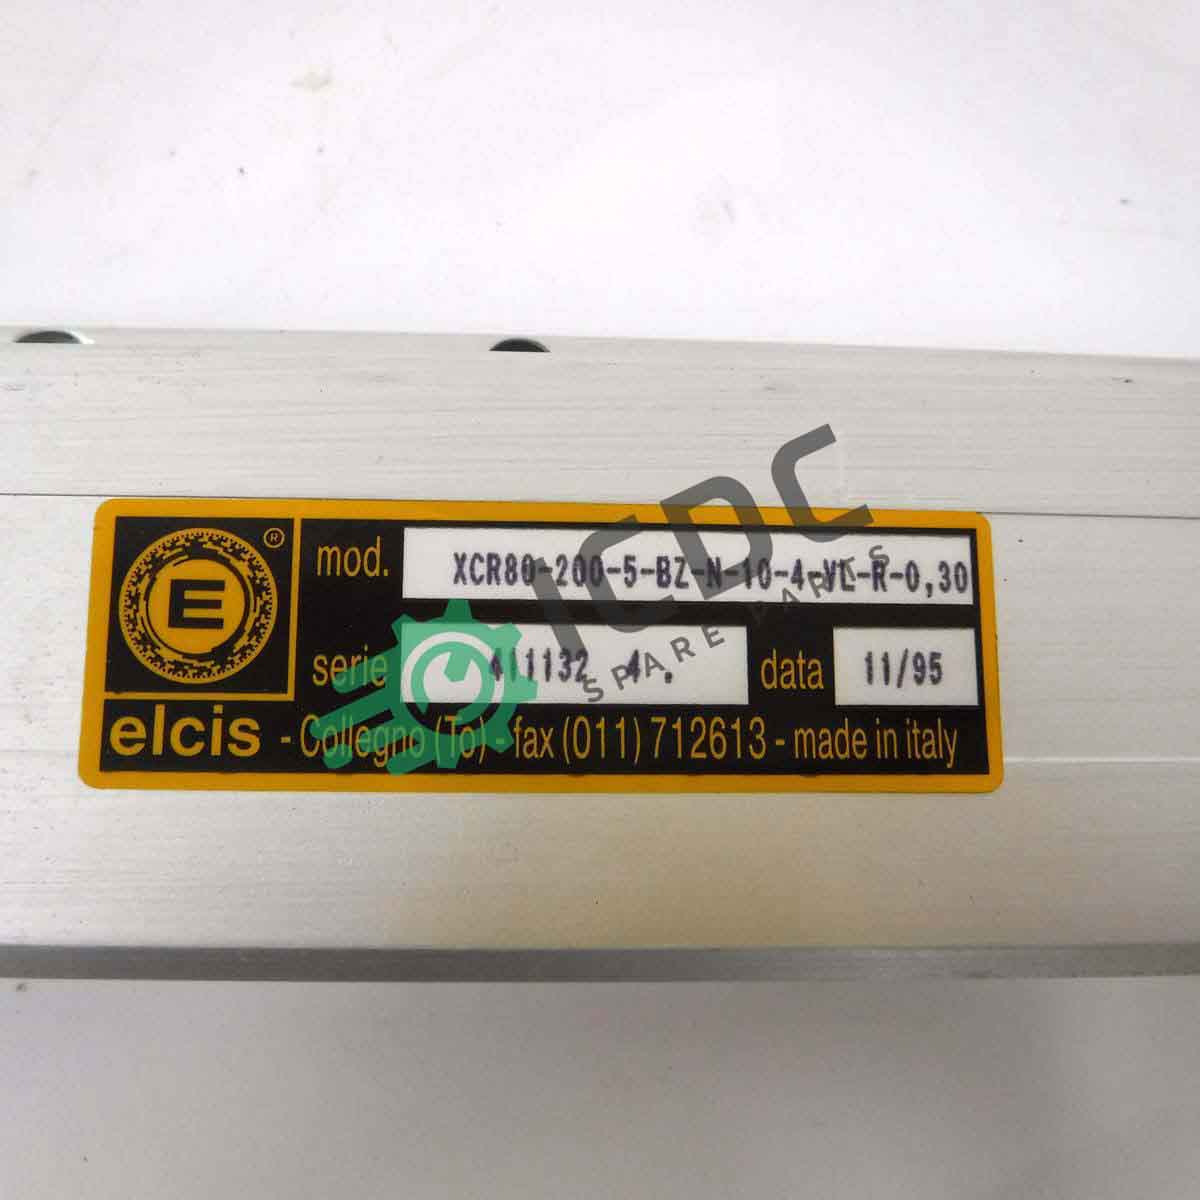 E ®
mod. XCR80-200-5-BZ-N-10-4-VL-R-0,30
serie 411132 4. data 11/95
elcis - Collegno (To) - fax (011) 712613 - made in italy
ICDC
SPARE PARTS